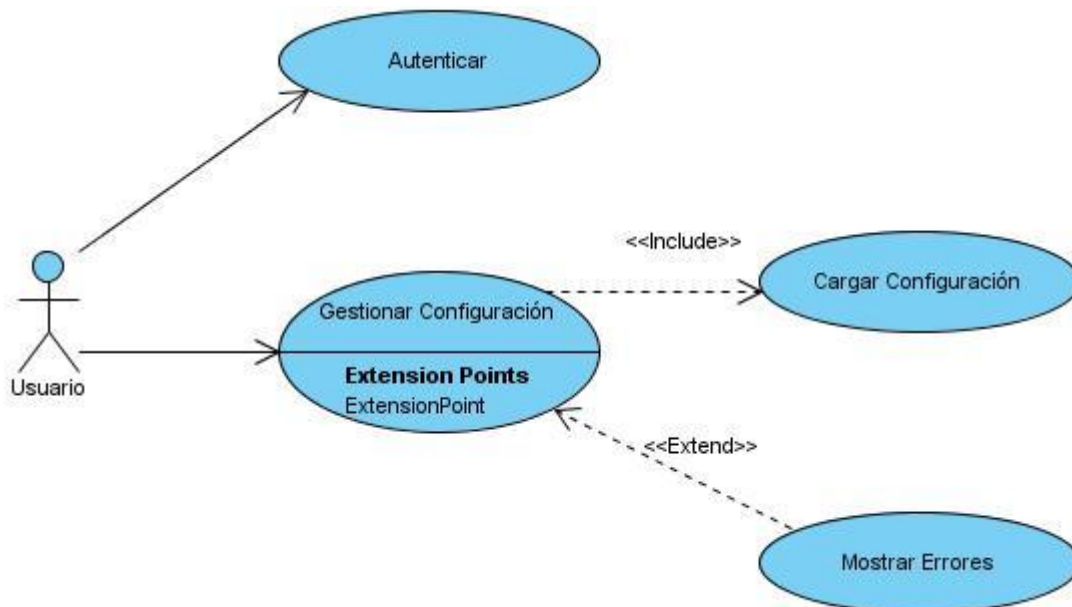 Autenticar
<<Include>>
Cargar Configuración
Gestionar Configuración
Extension Points
ExtensionPoint
Usuario
<<Extend>>
Mostrar Errores